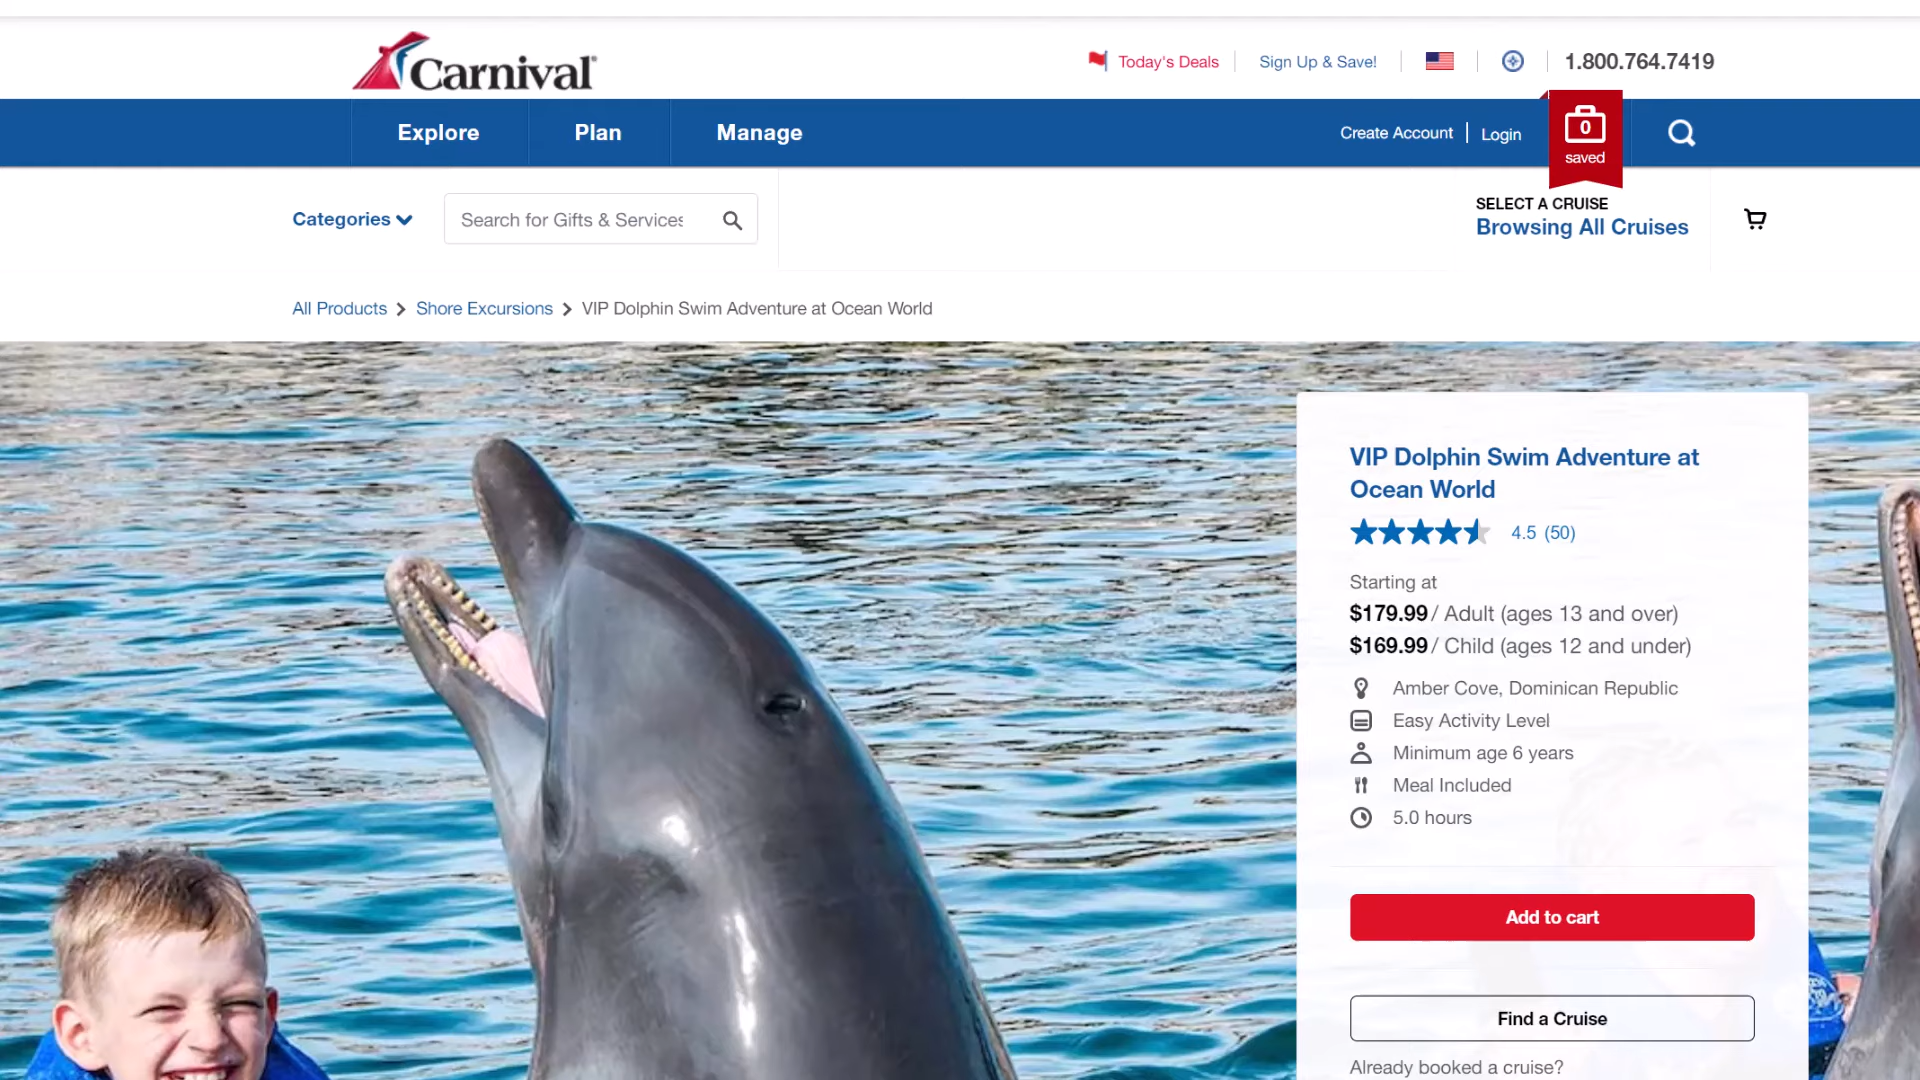 Carnival
Today's Deals
Sign Up & Save!
1.800.764.7419
Explore
Plan
Manage
Create Account
Login
0
saved
Categories
Search for Gifts & Services
SELECT A CRUISE
Browsing All Cruises
All Products
Shore Excursions
VIP Dolphin Swim Adventure at Ocean World
VIP Dolphin Swim Adventure at
Ocean World
4.5 (50)
Starting at
$179.99 / Adult (ages 13 and over)
$169.99 / Child (ages 12 and under)
Amber Cove, Dominican Republic
Easy Activity Level
Minimum age 6 years
Meal Included
5.0 hours
Add to cart
Find a Cruise
Already booked a cruise?